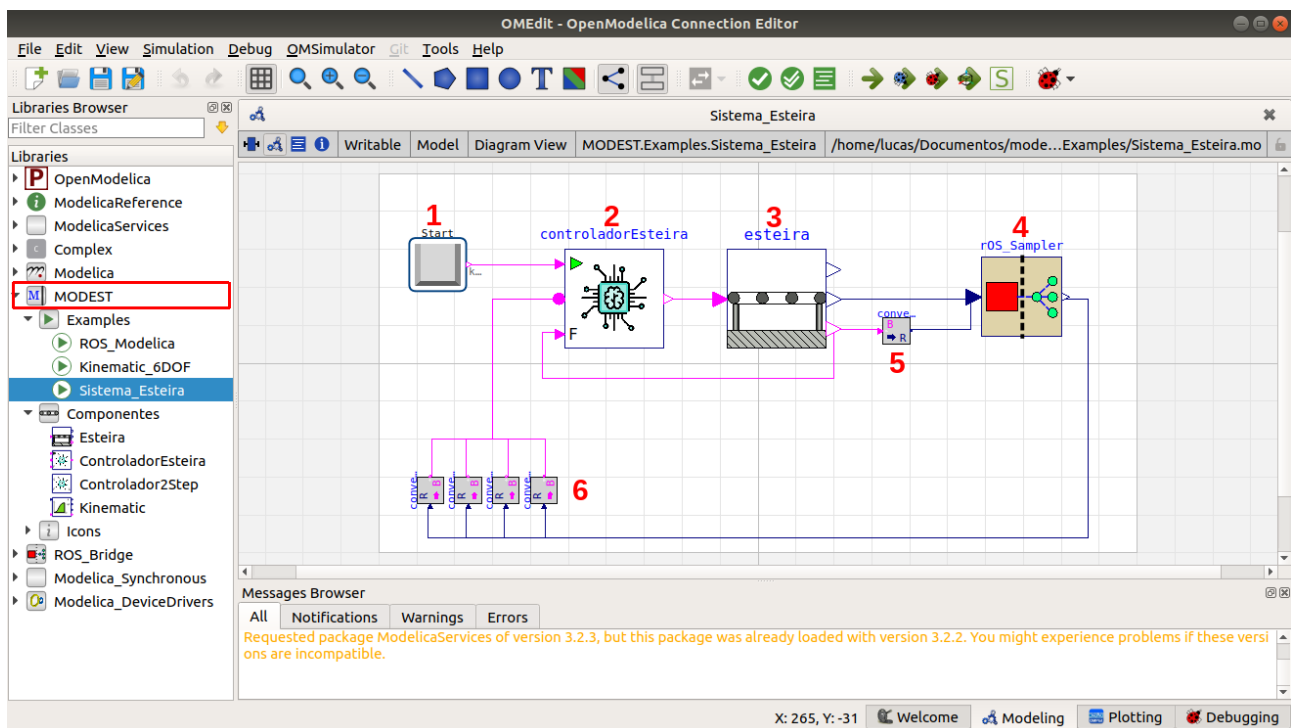 OMEdit - OpenModelica Connection Editor
File Edit View Simulation Debug OMSimulator Git Tools Help
T
S
Libraries Browser
Filter Classes
Libraries
P OpenModelica
i ModelicaReference
ModelicaServices
C Complex
m Modelica
M MODEST
Examples
ROS_Modelica
Kinematic_6DOF
Sistema_Esteira
Componentes
Esteira
ControladorEsteira
Controlador2Step
Kinematic
i Icons
ROS_Bridge
Modelica_Synchronous
Modelica_DeviceDrivers
Sistema_Esteira
Writable Model Diagram View MODEST.Examples.Sistema_Esteira /home/lucas/Documentos/mode...Examples/Sistema_Esteira.mo
1
Start
k...
2
controladorEsteira
F
3
esteira
4
rOS_Sampler
conve_
B
R
5
conve_ conve_ conve_ conve_
R B R B R B R B
6
Messages Browser
All Notifications Warnings Errors
Requested package ModelicaServices of version 3.2.3, but this package was already loaded with version 3.2.2. You might experience problems if these versi
ons are incompatible.
X: 265, Y: -31 Welcome Modeling Plotting Debugging